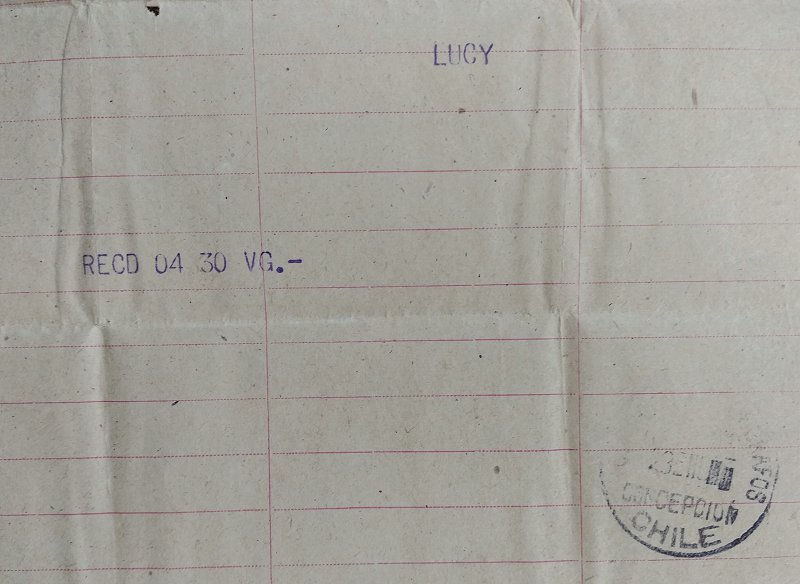 LUCY
RECD 04 30 VG.-
CONCEPCION
CHILE